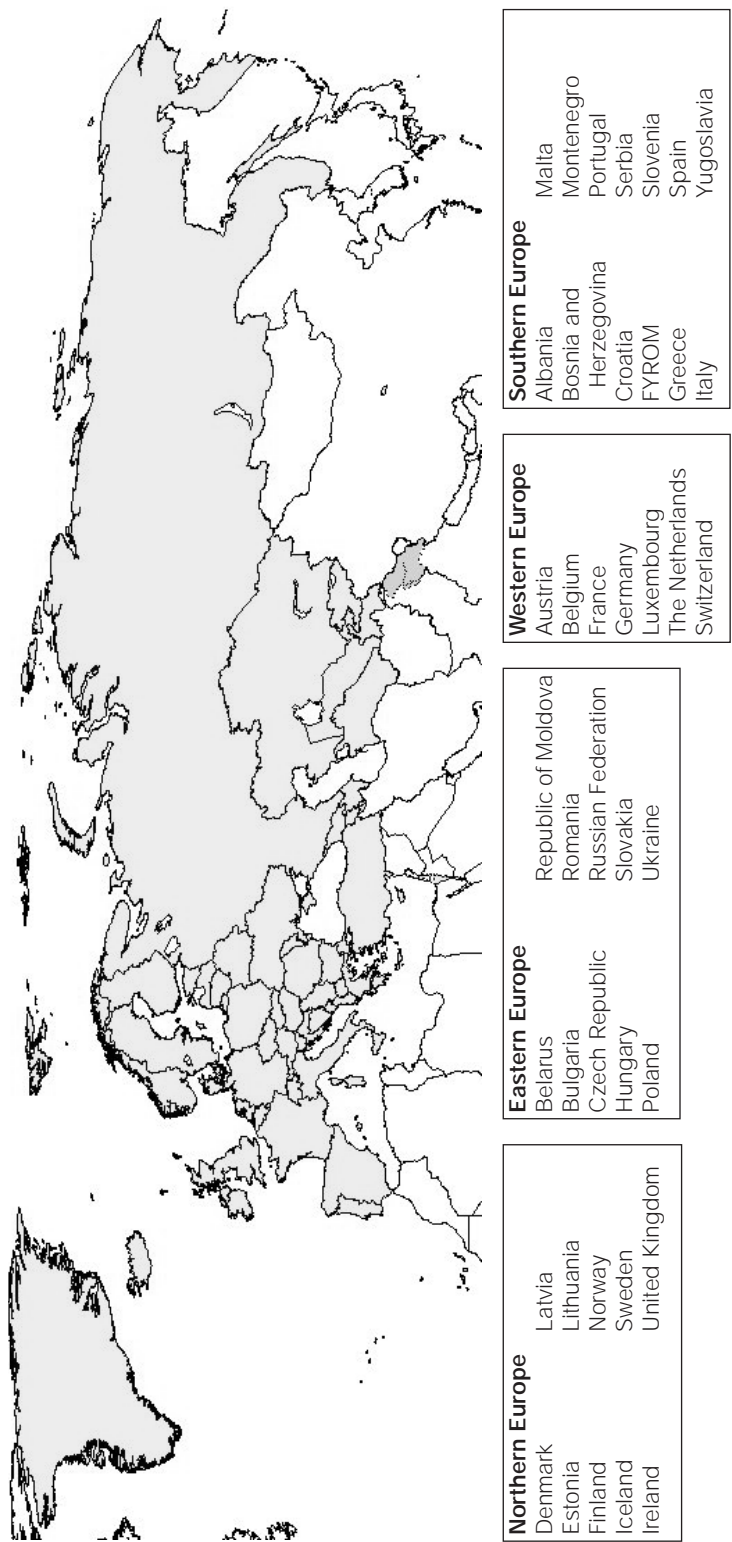 Northern Europe
Denmark
Estonia
Finland
Iceland
Ireland
Latvia
Lithuania
Norway
Sweden
United Kingdom
Eastern Europe
Belarus
Bulgaria
Czech Republic
Hungary
Poland
Republic of Moldova
Romania
Russian Federation
Slovakia
Ukraine
Western Europe
Austria
Belgium
France
Germany
Luxembourg
The Netherlands
Switzerland
Southern Europe
Albania
Bosnia and
Herzegovina
Croatia
FYROM
Greece
Italy
Malta
Montenegro
Portugal
Serbia
Slovenia
Spain
Yugoslavia